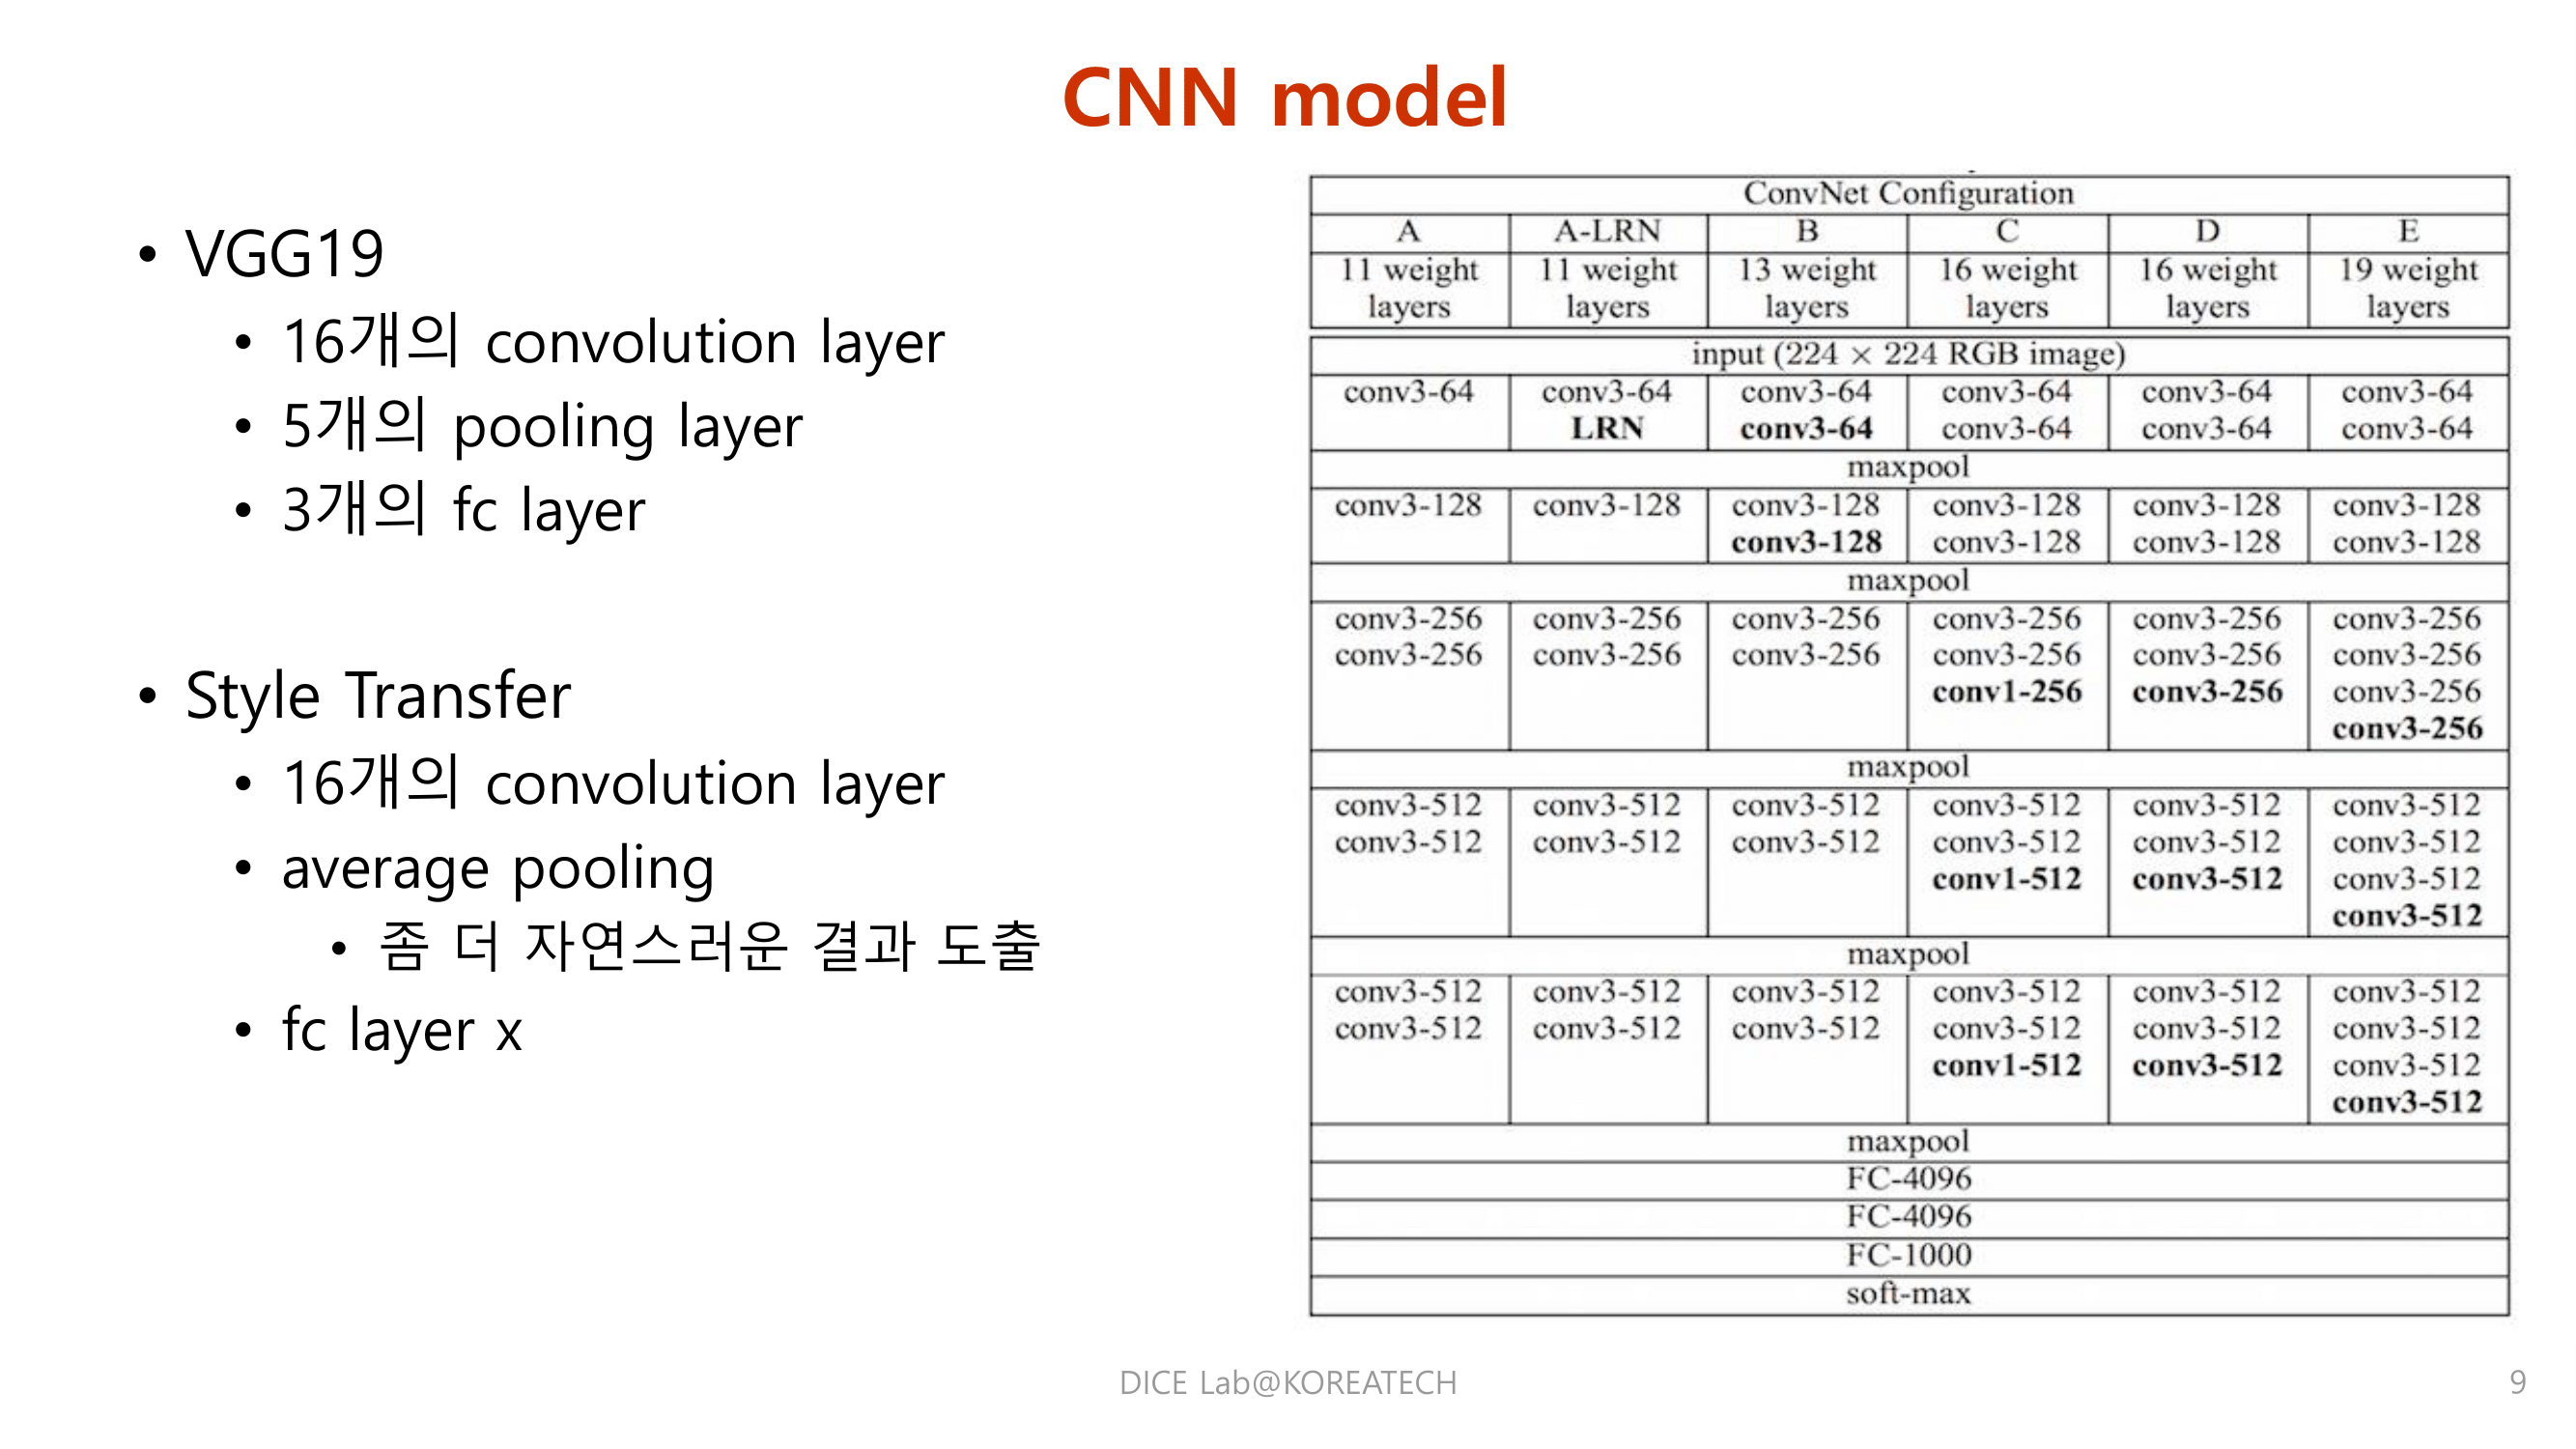 CNN model
• VGG19
• 16개의 convolution layer
• 5개의 pooling layer
• 3개의 fc layer
• Style Transfer
• 16개의 convolution layer
• average pooling
• 좀 더 자연스러운 결과 도출
• fc layer x
ConvNet Configuration
A A-LRN B C D E
11 weight 11 weight 13 weight 16 weight 16 weight 19 weight
layers layers layers layers layers layers
input (224 × 224 RGB image)
conv3-64 conv3-64 conv3-64 conv3-64 conv3-64 conv3-64
LRN conv3-64 conv3-64 conv3-64 conv3-64
maxpool
conv3-128 conv3-128 conv3-128 conv3-128 conv3-128 conv3-128
conv3-128 conv3-128 conv3-128 conv3-128
maxpool
conv3-256 conv3-256 conv3-256 conv3-256 conv3-256 conv3-256
conv3-256 conv3-256 conv3-256 conv3-256 conv3-256 conv3-256
conv1-256 conv3-256 conv3-256
conv3-256
maxpool
conv3-512 conv3-512 conv3-512 conv3-512 conv3-512 conv3-512
conv3-512 conv3-512 conv3-512 conv3-512 conv3-512 conv3-512
conv1-512 conv3-512 conv3-512
conv3-512
maxpool
conv3-512 conv3-512 conv3-512 conv3-512 conv3-512 conv3-512
conv3-512 conv3-512 conv3-512 conv3-512 conv3-512 conv3-512
conv1-512 conv3-512 conv3-512
conv3-512
maxpool
FC-4096
FC-4096
FC-1000
soft-max
DICE Lab@KOREATECH
9